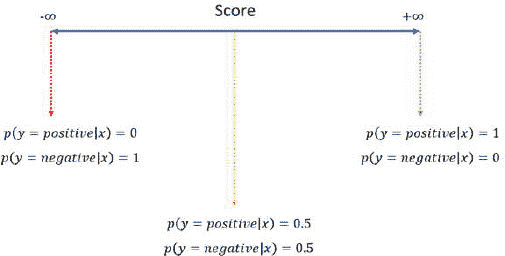 Score
-∞ +∞
p(y = positive|x) = 0 p(y = positive|x) = 1
p(y = negative|x) = 1 p(y = negative|x) = 0
p(y = positive|x) = 0.5
p(y = negative|x) = 0.5